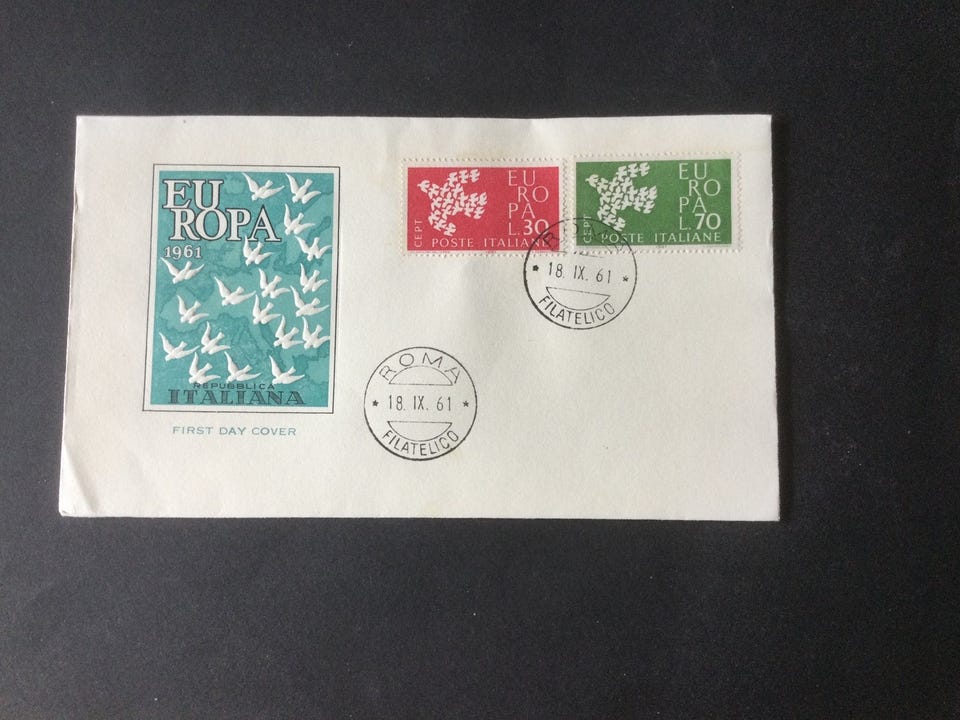 EU
ROPA
1961
REPUBBLICA
ITALIANA
FIRST DAY COVER
CEPT
EU
RO
PA
L.30
POSTE ITALIANE
CEPT
EU
RO
PA
L.70
POSTE ITALIANE
ROMA
* 18. IX. 61 *
FILATELICO
ROMA
* 18. IX. 61 *
FILATELICO